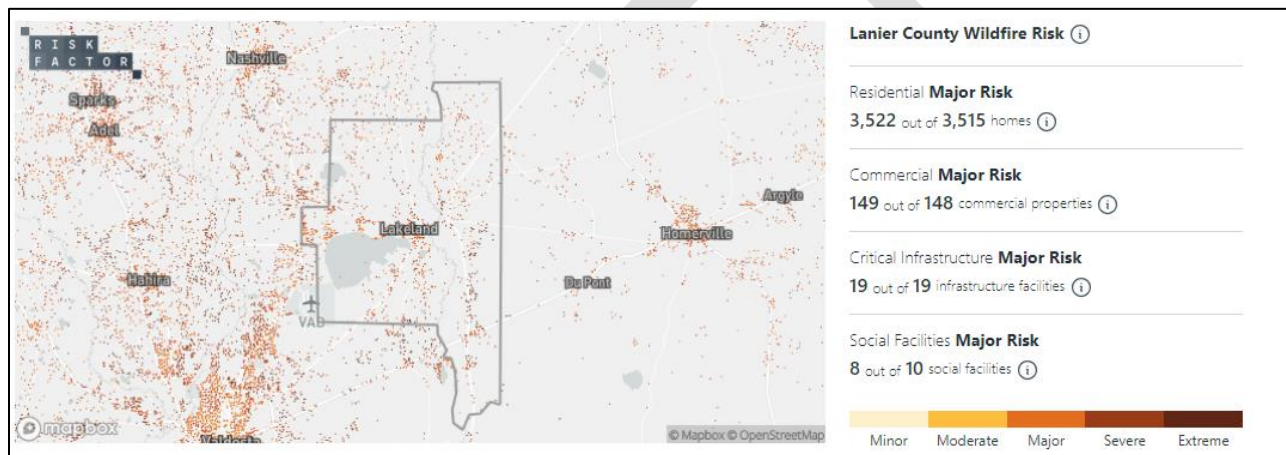 RISK
FACTOR
Nashville
Sparks
Adel
Argyle
Lakeland
Homerville
Hahira
Du Pont
VAD
Valdosta
mapbox
© Mapbox © OpenStreetMap
Lanier County Wildfire Risk
Residential Major Risk
3,522 out of 3,515 homes
Commercial Major Risk
149 out of 148 commercial properties
Critical Infrastructure Major Risk
19 out of 19 infrastructure facilities
Social Facilities Major Risk
8 out of 10 social facilities
Minor Moderate Major Severe Extreme